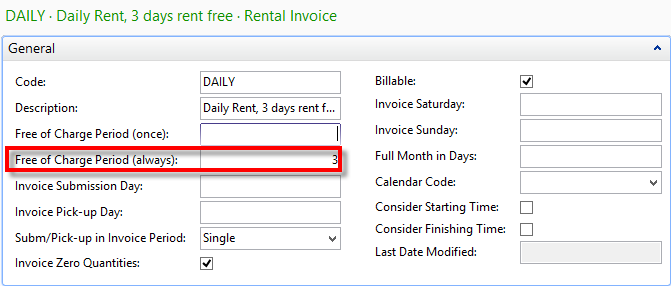 DAILY · Daily Rent, 3 days rent free · Rental Invoice
General
Code: DAILY
Description: Daily Rent, 3 days rent f...
Free of Charge Period (once):
Free of Charge Period (always): 3
Invoice Submission Day:
Invoice Pick-up Day:
Subm/Pick-up in Invoice Period: Single
Invoice Zero Quantities:
Billable:
Invoice Saturday:
Invoice Sunday:
Full Month in Days:
Calendar Code:
Consider Starting Time:
Consider Finishing Time:
Last Date Modified: